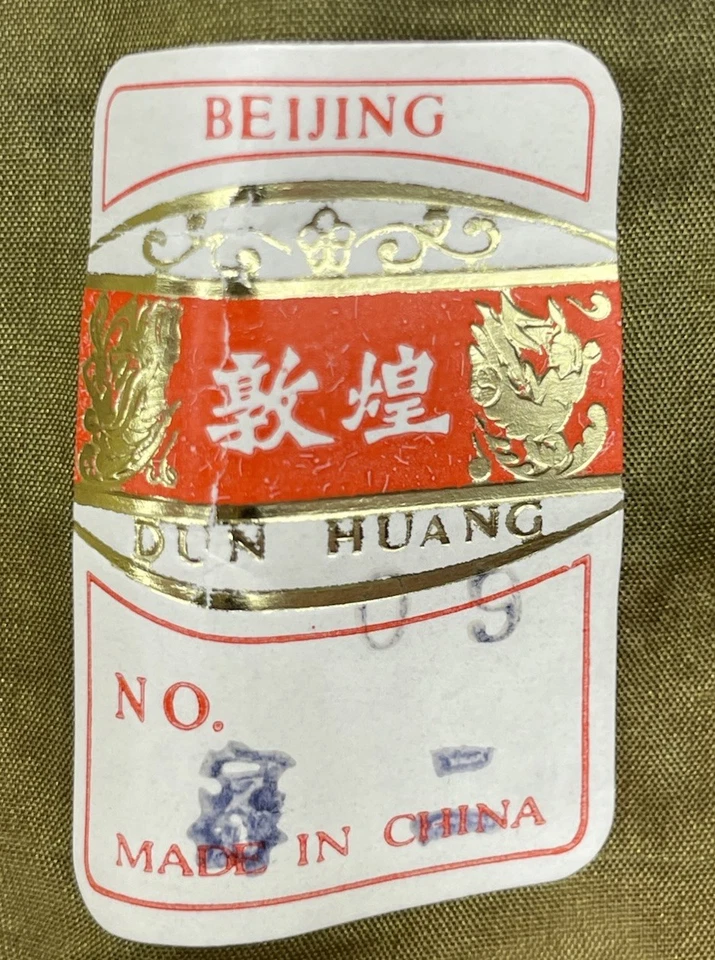 BEIJING
敦煌
DUN HUANG
09
NO.
MADE IN CHINA